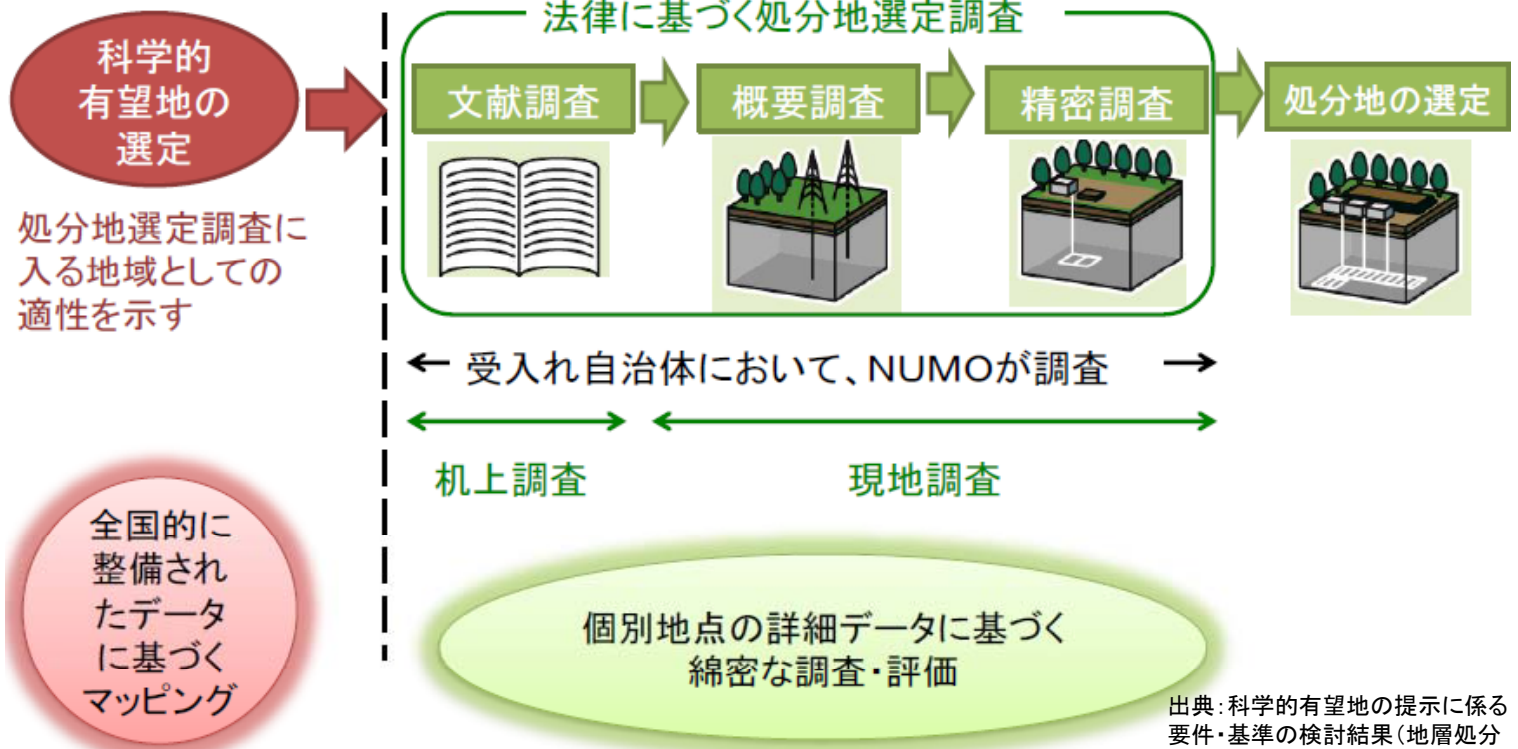 法律に基づく処分地選定調査
科学的
有望地の
選定
文献調査
概要調査
精密調査
処分地の選定
処分地選定調査に
入る地域としての
適性を示す
受入れ自治体において、NUMOが調査
机上調査
現地調査
全国的に
整備され
たデータ
に基づく
マッピング
個別地点の詳細データに基づく
綿密な調査・評価
出典:科学的有望地の提示に係る
要件・基準の検討結果(地層処分